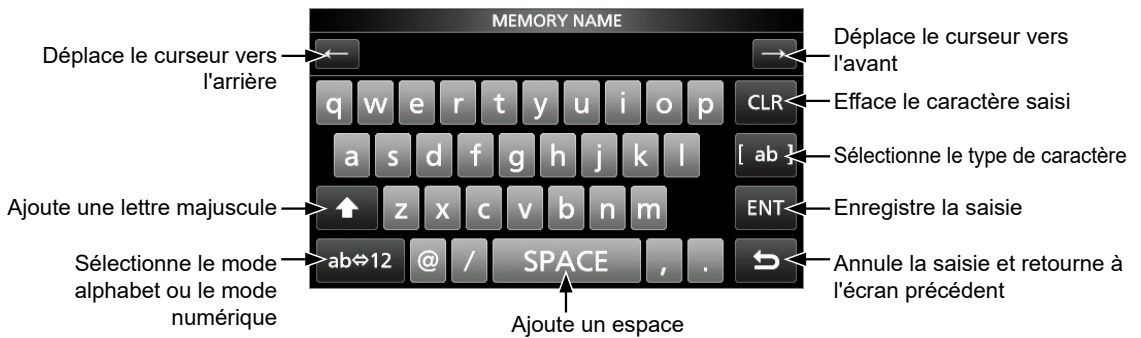 MEMORY NAME
Déplace le curseur vers
l'arrière
←
→
Déplace le curseur vers
l'avant
q w e r t y u i o p
CLR
Efface le caractère saisi
a s d f g h j k l
[ ab ]
Sélectionne le type de caractère
Ajoute une lettre majuscule
z x c v b n m
ENT
Enregistre la saisie
Sélectionne le mode
alphabet ou le mode
numérique
ab⇔12 @ / SPACE , .
Annule la saisie et retourne à
l'écran précédent
Ajoute un espace